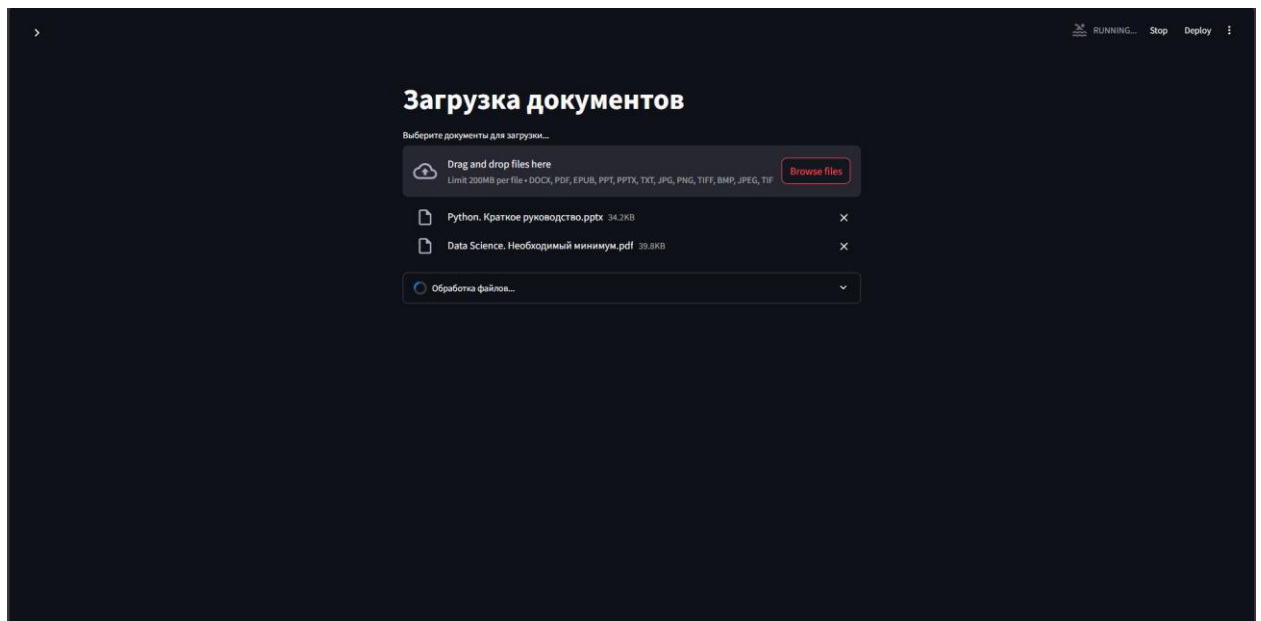 RUNNING... Stop Deploy
Загрузка документов
Выберите документы для загрузки...
Drag and drop files here
Limit 200MB per file • DOCX, PDF, EPUB, PPT, PPTX, TXT, JPG, PNG, TIFF, BMP, JPEG, TIF
Browse files
Python. Краткое руководство.pptx 34.2KB
Data Science. Необходимый минимум.pdf 39.8KB
Обработка файлов...